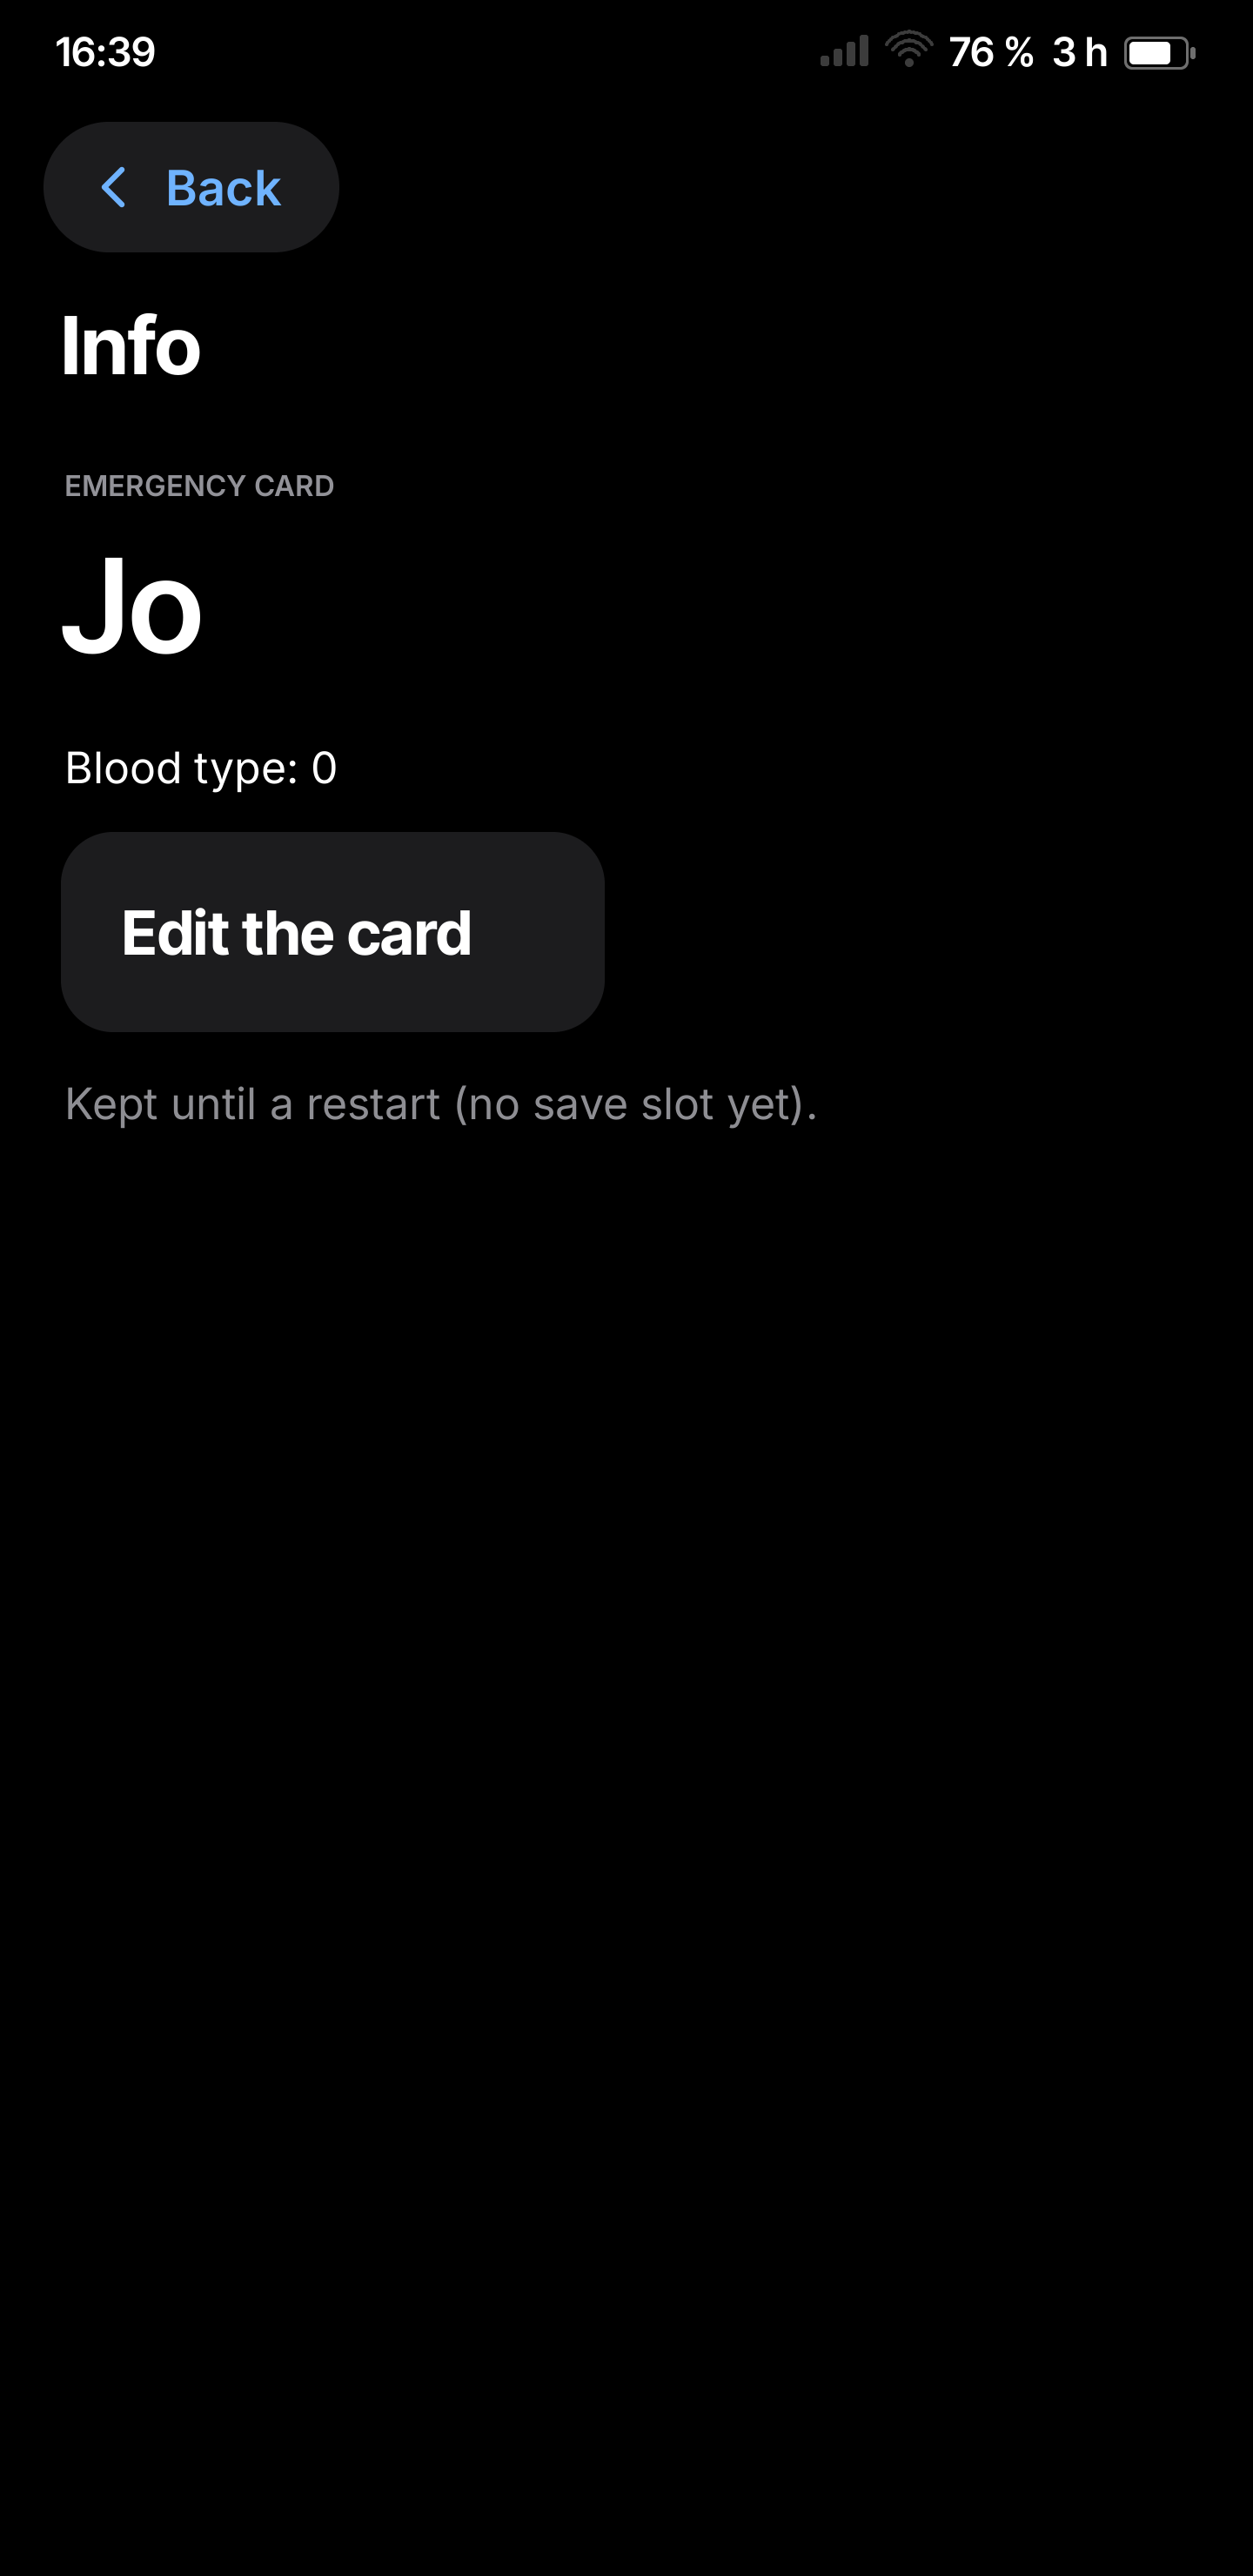 16:39 76 % 3 h
Back
Info
EMERGENCY CARD
Jo
Blood type: 0
Edit the card
Kept until a restart (no save slot yet).